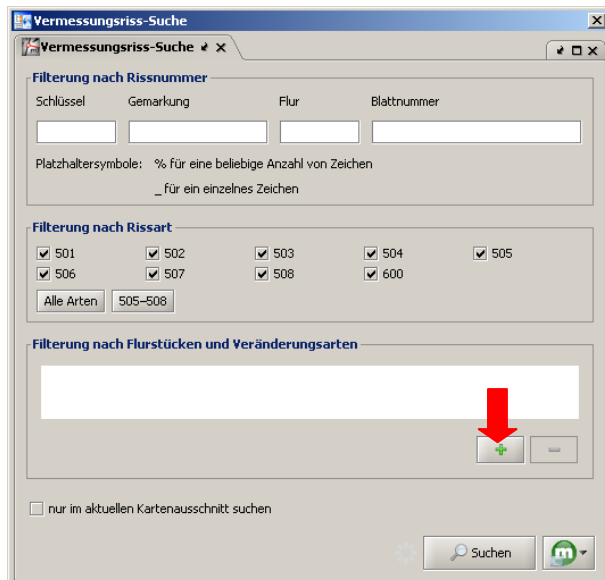 Vermessungsriss-Suche
Vermessungsriss-Suche
Filterung nach Rissnummer
Schlüssel Gemarkung Flur Blattnummer
Platzhaltersymbole: % für eine beliebige Anzahl von Zeichen
_ für ein einzelnes Zeichen
Filterung nach Rissart
501 502 503 504 505
506 507 508 600
Alle Arten 505-508
Filterung nach Flurstücken und Veränderungsarten
nur im aktuellen Kartenausschnitt suchen
Suchen m